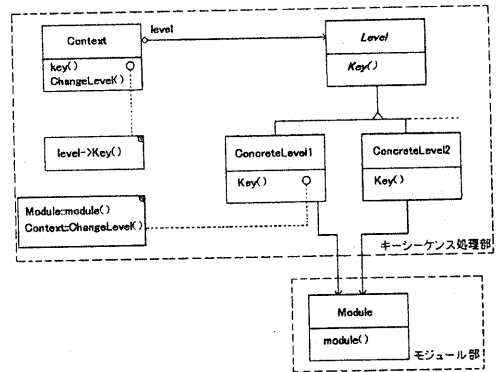 Context
key()
ChangeLevel()
level
Level
Key()
level->Key()
ConcreteLevel1
Key()
ConcreteLevel2
Key()
Module::module()
Context::ChangeLevel()
キーシーケンス処理部
Module
module()
モジュール部